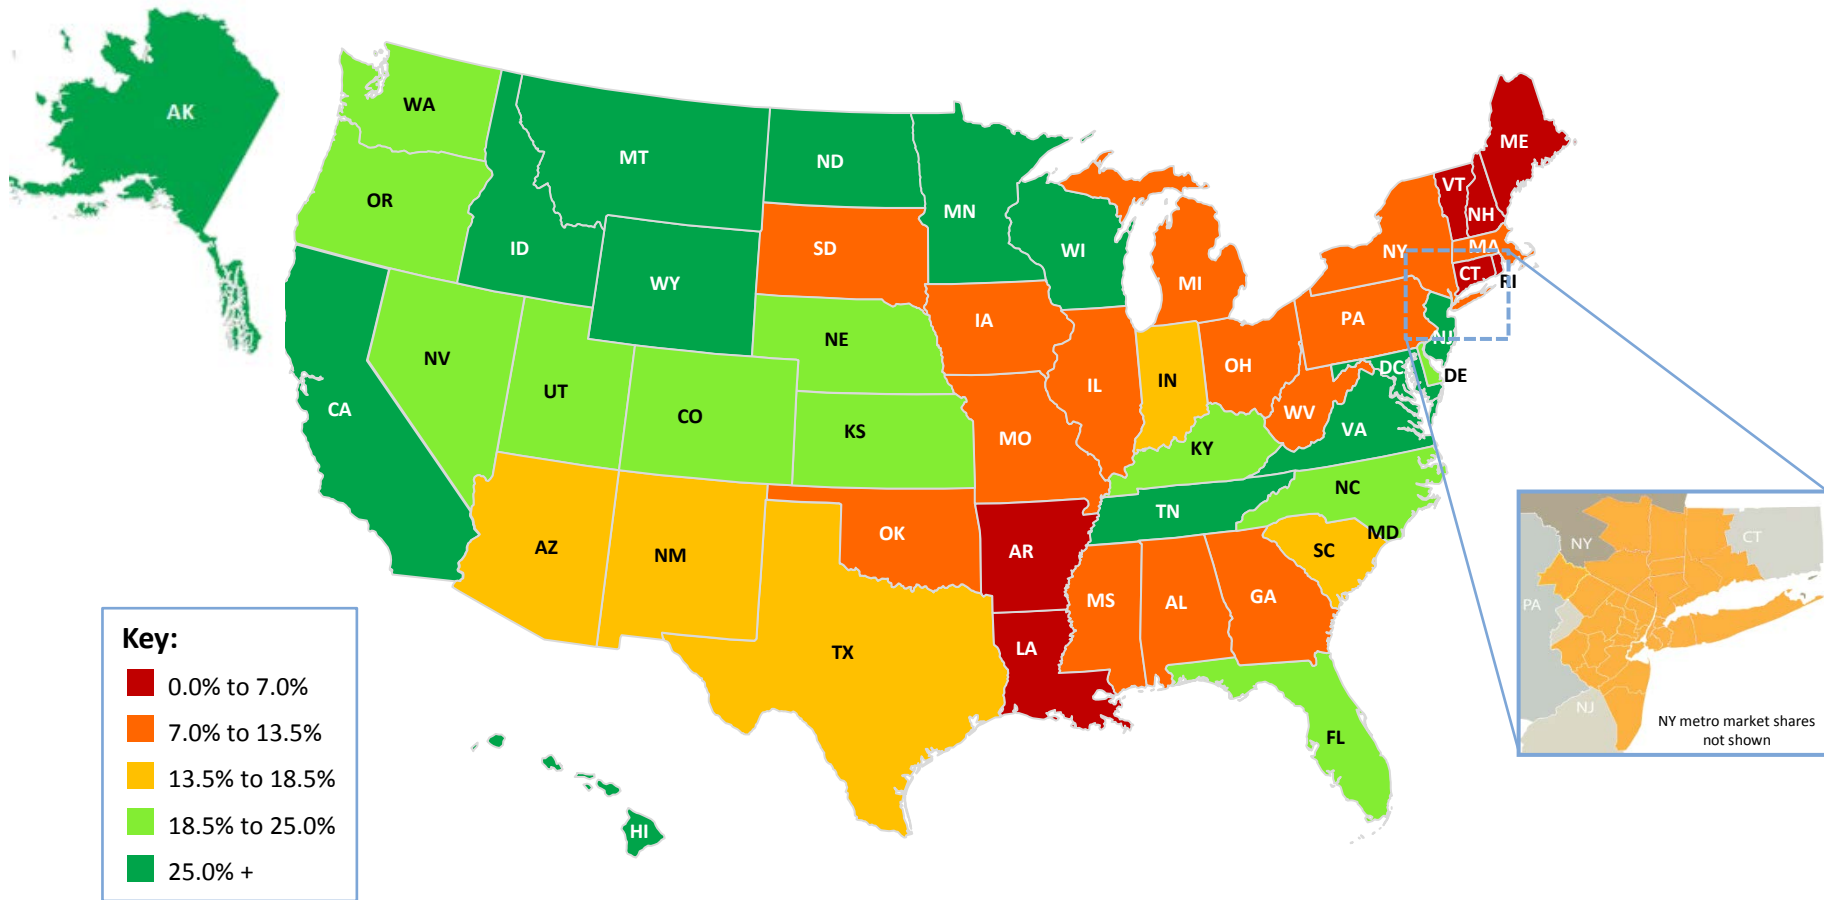 AK
WA
OR
CA
NV
ID
MT
WY
UT
CO
AZ
NM
ND
SD
NE
KS
OK
TX
MN
IA
MO
AR
LA
WI
IL
MI
IN
OH
KY
TN
MS
AL
GA
FL
SC
NC
MD
VA
WV
DC
DE
PA
NJ
NY
CT
RI
MA
VT
NH
ME
HI
Key:
0.0% to 7.0%
7.0% to 13.5%
13.5% to 18.5%
18.5% to 25.0%
25.0% +
NY
CT
PA
NJ
NY metro market shares
not shown